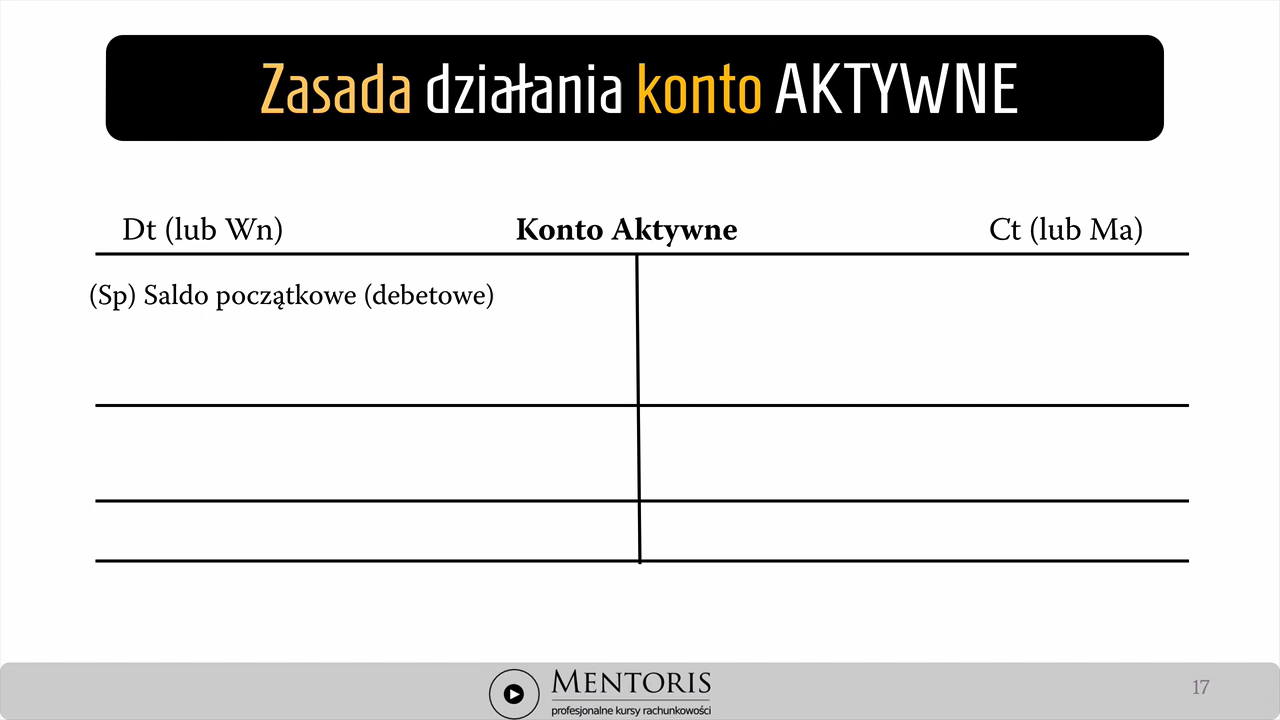 Zasada działania konto AKTYWNE
Dt (lub Wn) Konto Aktywne Ct (lub Ma)
(Sp) Saldo początkowe (debetowe)
MENTORIS
profesjonalne kursy rachunkowości
17